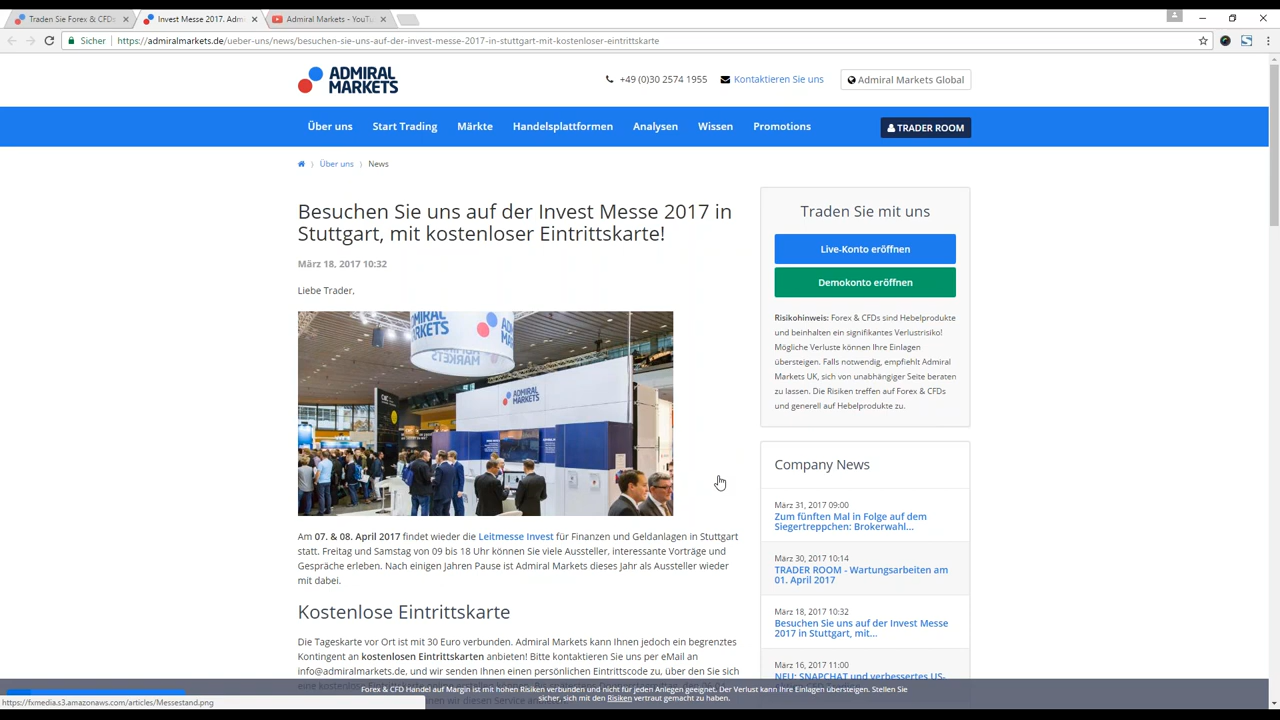 Traden Sie Forex & CFDs
Invest Messe 2017. Adm
Admiral Markets - YouTu
Sicher
https://admiralmarkets.de/ueber-uns/news/besuchen-sie-uns-auf-der-invest-messe-2017-in-stuttgart-mit-kostenloser-eintrittskarte
ADMIRAL
MARKETS
+49 (0)30 2574 1955
Kontaktieren Sie uns
Admiral Markets Global
Über uns
Start Trading
Märkte
Handelsplattformen
Analysen
Wissen
Promotions
TRADER ROOM
Über uns
News
Besuchen Sie uns auf der Invest Messe 2017 in
Stuttgart, mit kostenloser Eintrittskarte!
März 18, 2017 10:32
Liebe Trader,
ADMIRAL
MARKETS
ADMIRAL
MARKETS
Am 07. & 08. April 2017 findet wieder die Leitmesse Invest für Finanzen und Geldanlagen in Stuttgart
statt. Freitag und Samstag von 09 bis 18 Uhr können Sie viele Aussteller, interessante Vorträge und
Gespräche erleben. Nach einigen Jahren Pause ist Admiral Markets dieses Jahr als Aussteller wieder
mit dabei.
Kostenlose Eintrittskarte
Die Tageskarte vor Ort ist mit 30 Euro verbunden. Admiral Markets kann Ihnen jedoch ein begrenztes
Kontingent an kostenlosen Eintrittskarten anbieten! Bitte kontaktieren Sie uns per eMail an
info@admiralmarkets.de, und wir senden Ihnen einen persönlichen Eintrittscode zu, über den Sie sich
Traden Sie mit uns
Live-Konto eröffnen
Demokonto eröffnen
Risikohinweis: Forex & CFDs sind Hebelprodukte
und beinhalten ein signifikantes Verlustrisiko!
Mögliche Verluste können Ihre Einlagen
übersteigen. Falls notwendig, empfiehlt Admiral
Markets UK, sich von unabhängiger Seite beraten
zu lassen. Die Risiken treffen auf Forex & CFDs
und generell auf Hebelprodukte zu.
Company News
März 31, 2017 09:00
Zum fünften Mal in Folge auf dem
Siegertreppchen: Brokerwahl...
März 30, 2017 10:14
TRADER ROOM - Wartungsarbeiten am
01. April 2017
März 18, 2017 10:32
Besuchen Sie uns auf der Invest Messe
2017 in Stuttgart, mit...
März 16, 2017 11:00
NEU: SNAPCHAT und verbessertes US-
Forex & CFD Handel auf Margin ist mit hohen Risiken verbunden und nicht für jeden Anleger geeignet. Der Verlust kann Ihre Einlagen übersteigen. Stellen Sie
sicher, sich mit den Risiken vertraut gemacht zu haben.
https://fxmedia.s3.amazonaws.com/articles/Messestand.png